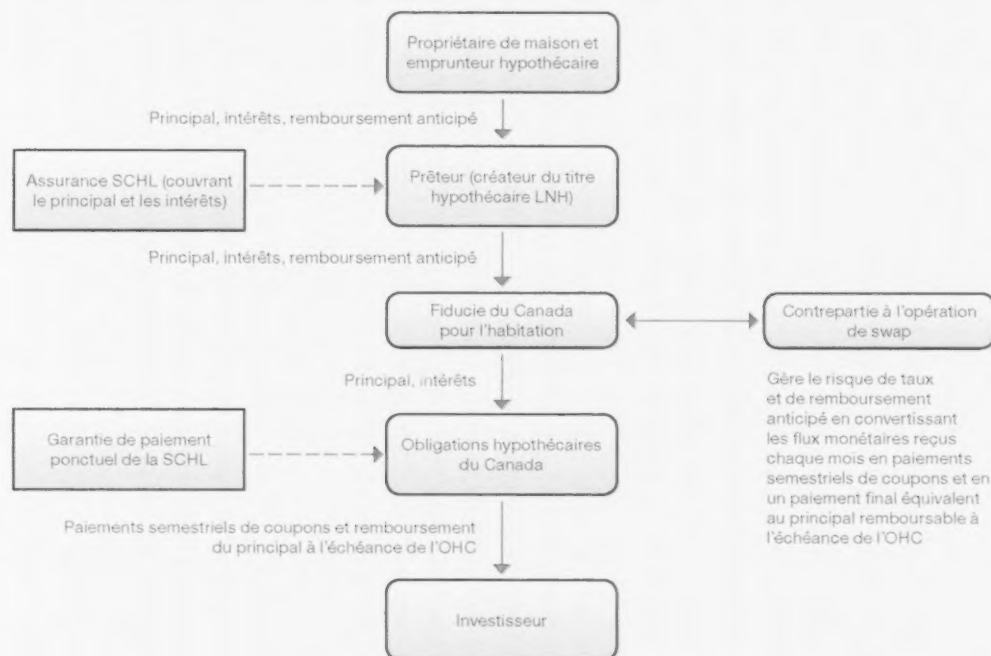 Propriétaire de maison et
emprunteur hypothécaire
Principal, intérêts, remboursement anticipé
Assurance SCHL (couvrant
le principal et les intérêts)
Prêteur (créateur du titre
hypothécaire LNH)
Principal, intérêts, remboursement anticipé
Fiducie du Canada
pour l'habitation
Contrepartie à l'opération
de swap
Principal, intérêts
Gère le risque de taux
et de remboursement
anticipé en convertissant
les flux monétaires reçus
chaque mois en paiements
semestriels de coupons et en
un paiement final équivalent
au principal remboursable à
l'échéance de l'OHC
Garantie de paiement
ponctuel de la SCHL
Obligations hypothécaires
du Canada
Paiements semestriels de coupons et remboursement
du principal à l'échéance de l'OHC
Investisseur